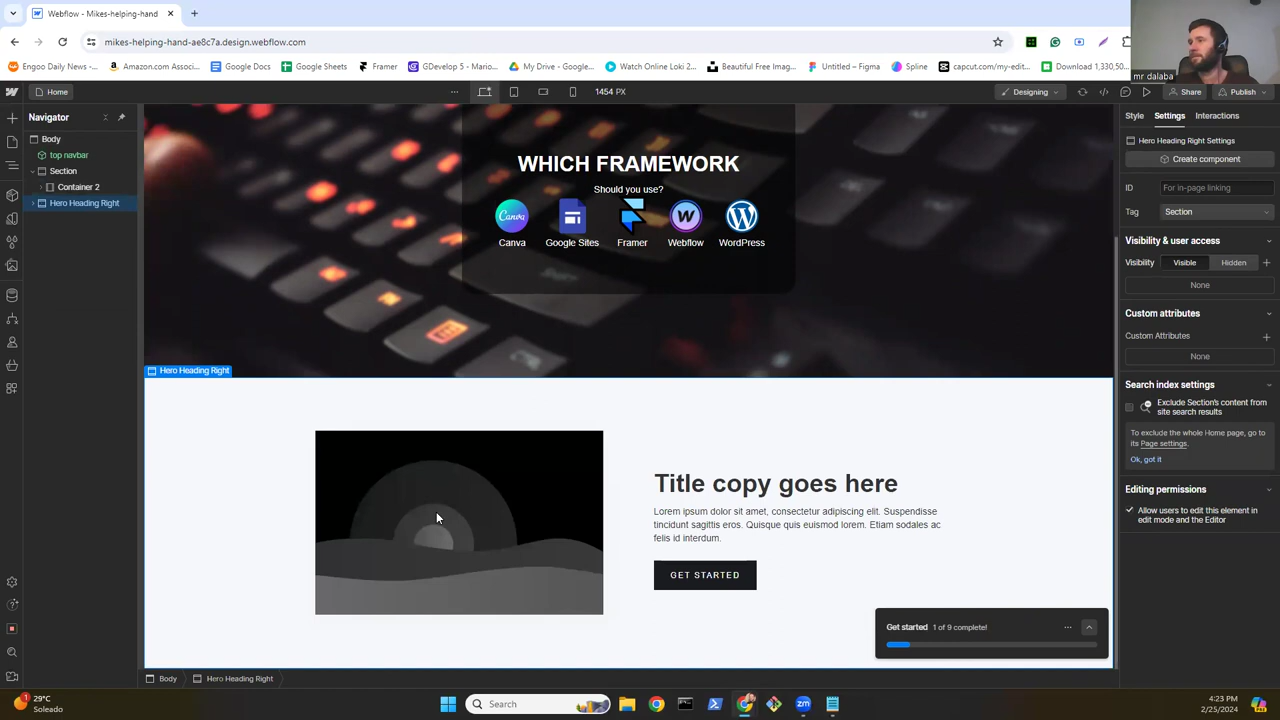 Webflow - Mikes-helping-hand
mikes-helping-hand-ae8c7a.design.webflow.com
Engoo Daily News -...
Amazon.com Associ...
Google Docs
Google Sheets
Framer
GDevelop 5 - Mario...
My Drive - Google...
Watch Online Loki 2...
Beautiful Free Imag...
Untitled – Figma
Spline
capcut.com/my-edit...
Download 1,330,50...
mr dalaba
Home
...
1454 PX
Designing
Share
Publish
Navigator
Body
top navbar
Section
Container 2
Hero Heading Right
WHICH FRAMEWORK
Should you use?
Canva
Canva
Google Sites
Framer
Webflow
WordPress
Hero Heading Right
Title copy goes here
Lorem ipsum dolor sit amet, consectetur adipiscing elit. Suspendisse
tincidunt sagittis eros. Quisque quis euismod lorem. Etiam sodales ac
felis id interdum.
GET STARTED
Get started 1 of 9 complete!
Style Settings Interactions
Hero Heading Right Settings
Create component
ID For in-page linking
Tag Section
Visibility & user access
Visibility Visible Hidden
None
Custom attributes
Custom Attributes
None
Search index settings
Exclude Section's content from
site search results
To exclude the whole Home page, go to
its Page settings.
Ok, got it
Editing permissions
Allow users to edit this element in
edit mode and the Editor
Body Hero Heading Right
29°C
Soleado
Search
4:23 PM
2/25/2024